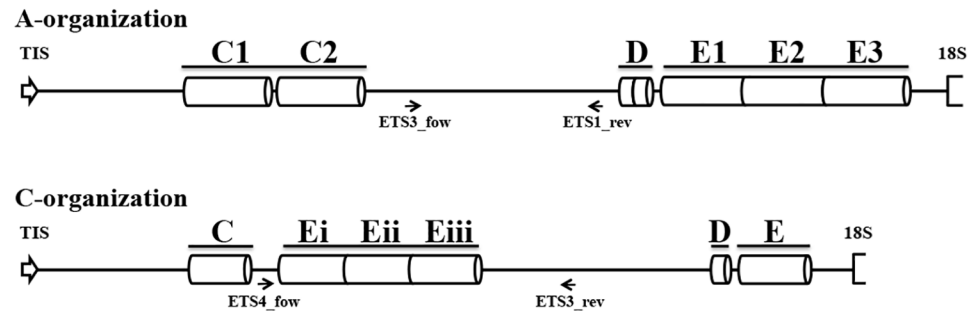 A-organization
TIS C1 C2 D E1 E2 E3 18S
ETS3_fow ETS1_rev
C-organization
TIS C Ei Eii Eiii D E 18S
ETS4_fow ETS3_rev